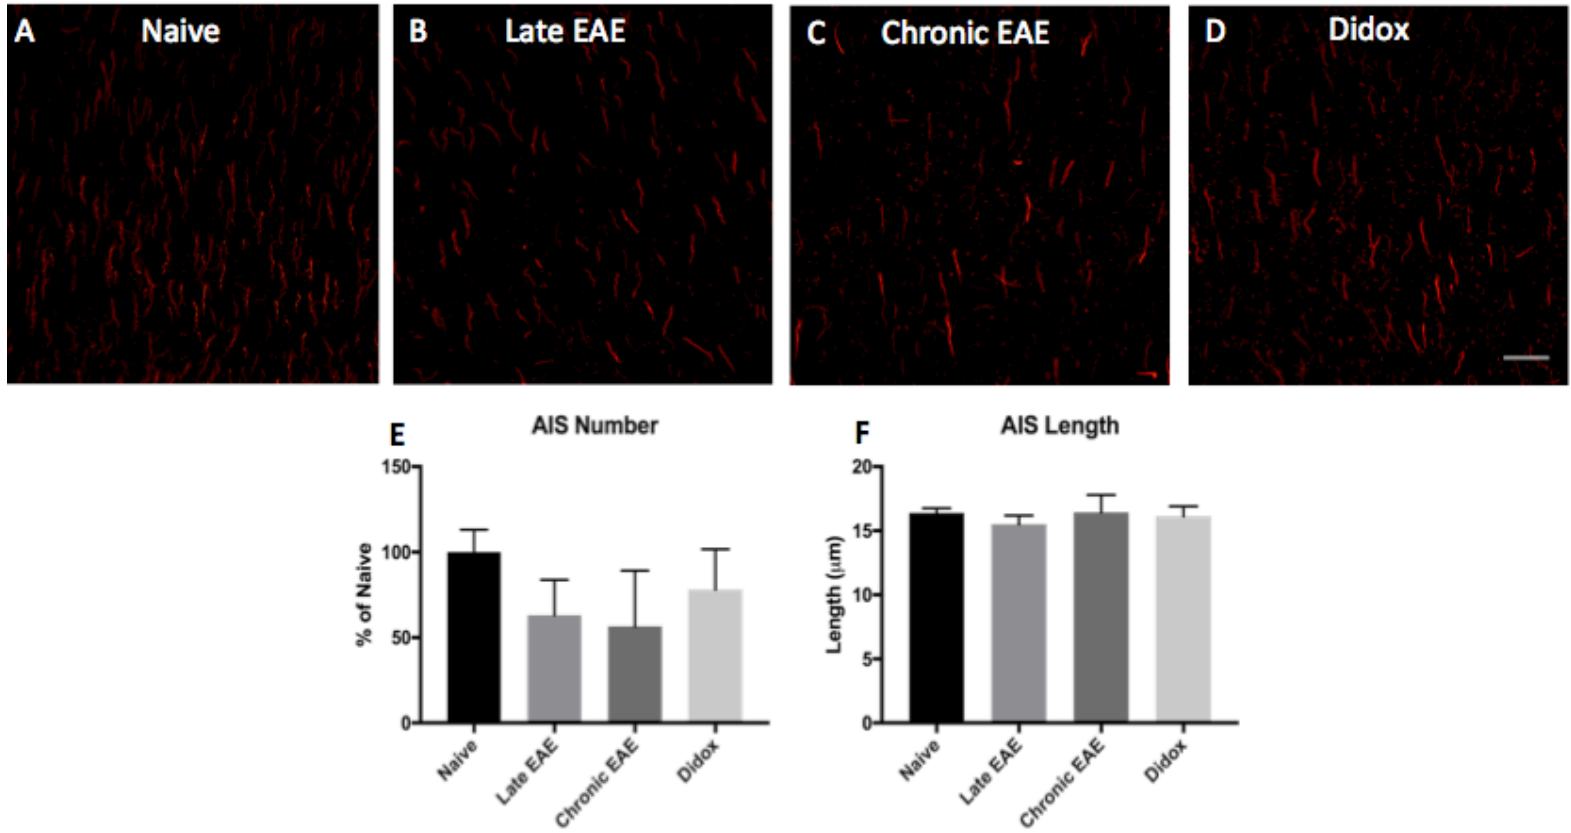 A Naive
B Late EAE
C Chronic EAE
D Didox
E AIS Number
150
100
50
0
% of Naive
Naive
Late EAE
Chronic EAE
Didox
F AIS Length
20
15
10
5
0
Length (μm)
Naive
Late EAE
Chronic EAE
Didox